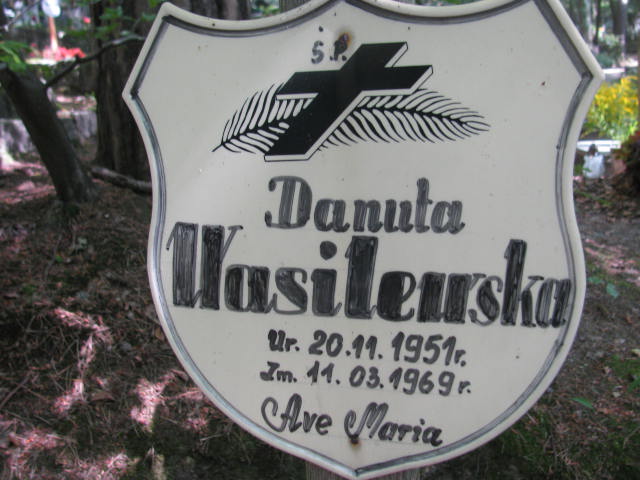 Ś.P.
Danuta
Wasilewska
Ur. 20.11.1951r.
Zm. 11.03.1969r.
Ave Maria